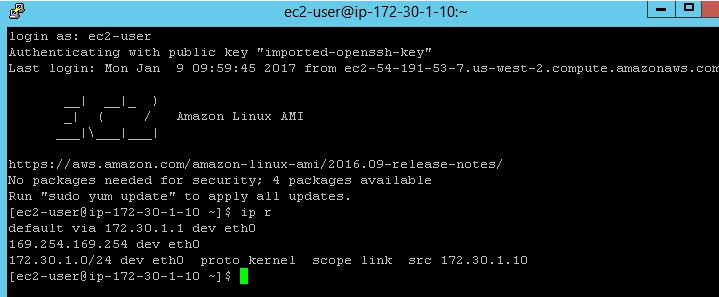 ec2-user@ip-172-30-1-10:~
login as: ec2-user
Authenticating with public key "imported-openssh-key"
Last login: Mon Jan  9 09:59:45 2017 from ec2-54-191-53-7.us-west-2.compute.amazonaws.com
       __|  __|_  )
       _|  (     /   Amazon Linux AMI
      ___|\___|___|
https://aws.amazon.com/amazon-linux-ami/2016.09-release-notes/
No packages needed for security; 4 packages available
Run "sudo yum update" to apply all updates.
[ec2-user@ip-172-30-1-10 ~]$ ip r
default via 172.30.1.1 dev eth0
169.254.169.254 dev eth0
172.30.1.0/24 dev eth0  proto kernel  scope link  src 172.30.1.10
[ec2-user@ip-172-30-1-10 ~]$